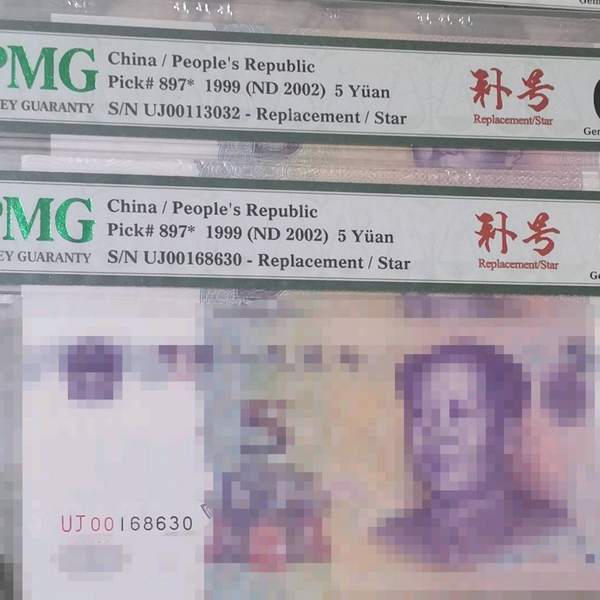 PMG
EY GUARANTY
China / People's Republic
Pick# 897* 1999 (ND 2002) 5 Yüan
S/N UJ00113032 - Replacement / Star
补号
Replacement/Star
Gen
PMG
EY GUARANTY
China / People's Republic
Pick# 897* 1999 (ND 2002) 5 Yüan
S/N UJ00168630 - Replacement / Star
补号
Replacement/Star
Ge
UJ00168630